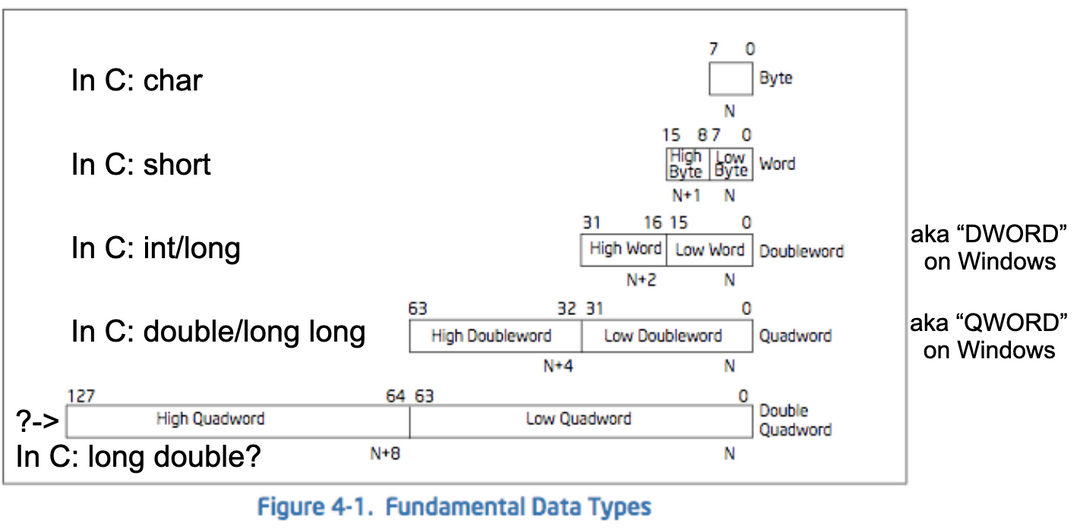 7 0
In C: char
Byte
N
15 8 7 0
In C: short
High Byte
Low Byte
Word
N+1 N
31 16 15 0
In C: int/long
High Word
Low Word
Doubleword
aka “DWORD”
on Windows
N+2 N
63 32 31 0
In C: double/long long
High Doubleword
Low Doubleword
Quadword
aka “QWORD”
on Windows
N+4 N
127 64 63 0
?->
High Quadword
Low Quadword
Double
Quadword
In C: long double?
N+8 N
Figure 4-1. Fundamental Data Types